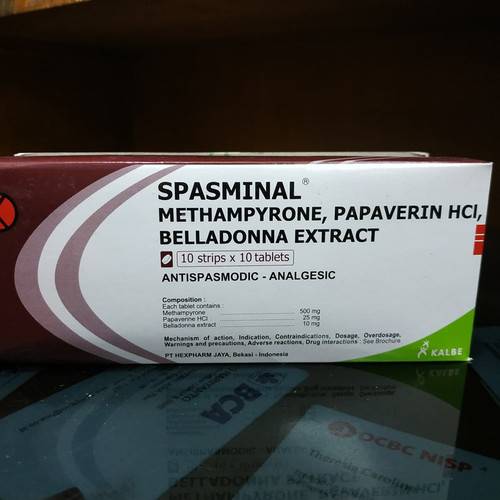 SPASMINAL®
METHAMPYRONE, PAPAVERIN HCl,
BELLADONNA EXTRACT
10 strips x 10 tablets
ANTISPASMODIC - ANALGESIC
Composition :
Each tablet contains :
Methampyrone 500 mg
Papaverine HCl 25 mg
Belladonna extract 10 mg
Mechanism of action, Indication, Contraindications, Dosage, Overdosage,
Warnings and precautions, Adverse reactions, Drug interactions : See Brochure
PT HEXPHARM JAYA, Bekasi - Indonesia
KALBE
BCA
OCBC NISP